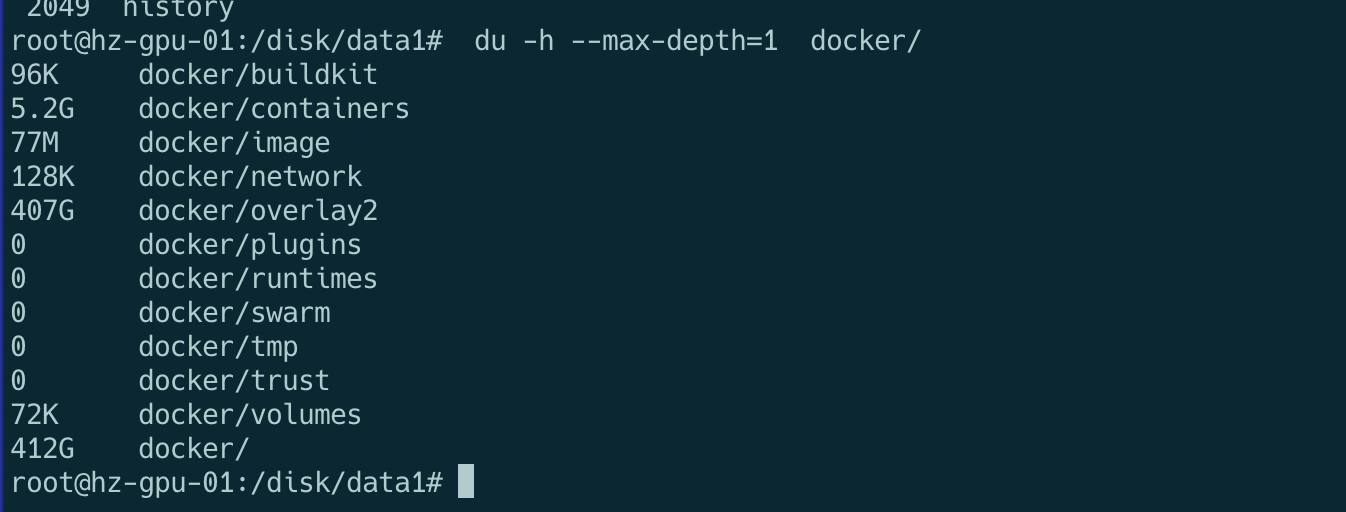 2049  history
root@hz-gpu-01:/disk/data1#  du -h --max-depth=1  docker/
96K	docker/buildkit
5.2G	docker/containers
77M	docker/image
128K	docker/network
407G	docker/overlay2
0	docker/plugins
0	docker/runtimes
0	docker/swarm
0	docker/tmp
0	docker/trust
72K	docker/volumes
412G	docker/
root@hz-gpu-01:/disk/data1#